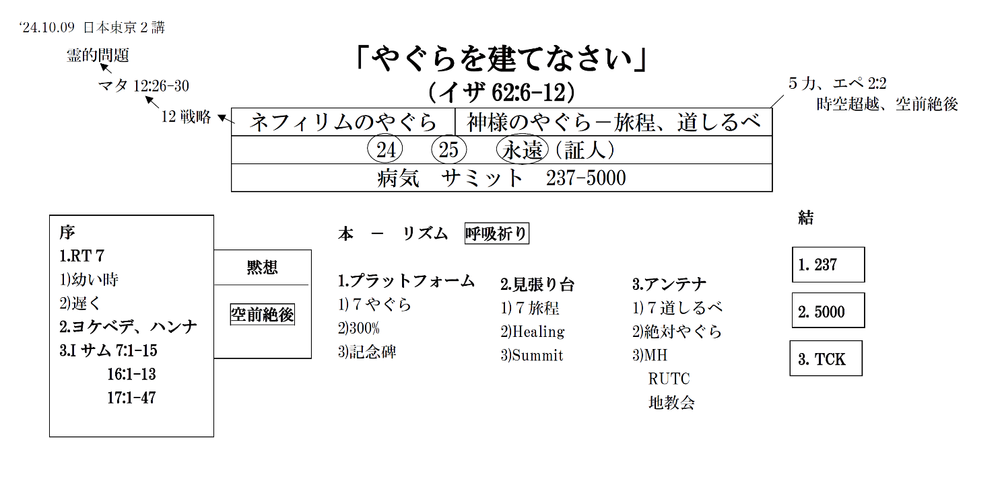 ‘24.10.09 日本東京２講
霊的問題
マタ 12:26-30
12 戦略
「やぐらを建てなさい」
（イザ 62:6-12）
５力、エペ 2:2
時空超越、空前絶後
ネフィリムのやぐら 神様のやぐら－旅程、道しるべ
24 25 永遠（証人）
病気 サミット 237-5000
序
1.RT 7
1)幼い時
2)遅く
2.ヨケベデ、ハンナ
3.I サム 7:1-15
16:1-13
17:1-47
黙想
空前絶後
本 － リズム 呼吸祈り
1.プラットフォーム
1)７やぐら
2)300%
3)記念碑
2.見張り台
1)７旅程
2)Healing
3)Summit
3.アンテナ
1)７道しるべ
2)絶対やぐら
3)MH
RUTC
地教会
結
1. 237
2. 5000
3. TCK